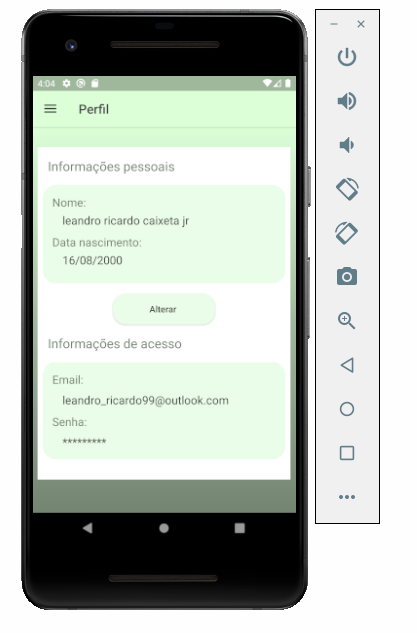 4:04
Perfil
Informações pessoais
Nome:
leandro ricardo caixeta jr
Data nascimento:
16/08/2000
Alterar
Informações de acesso
Email:
leandro_ricardo99@outlook.com
Senha:
*********